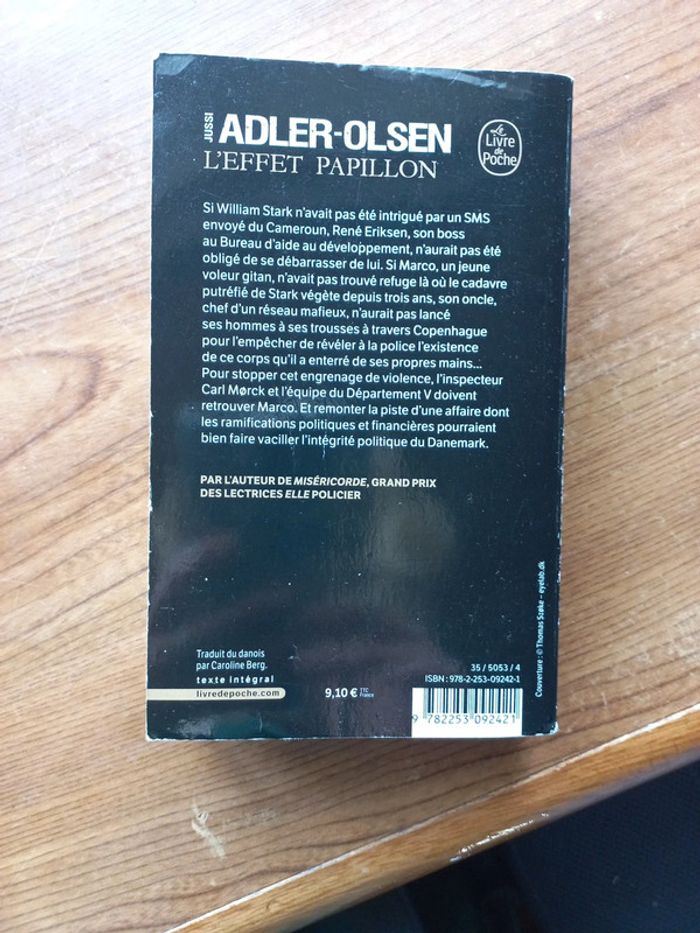 JUSSI
ADLER-OLSEN
L'EFFET PAPILLON
Le
Livre
de
Poche
Si William Stark n'avait pas été intrigué par un SMS
envoyé du Cameroun, René Eriksen, son boss
au Bureau d'aide au développement, n'aurait pas été
obligé de se débarrasser de lui. Si Marco, un jeune
voleur gitan, n'avait pas trouvé refuge là où le cadavre
putréfié de Stark végète depuis trois ans, son oncle,
chef d'un réseau mafieux, n'aurait pas lancé
ses hommes à ses trousses à travers Copenhague
pour l'empêcher de révéler à la police l'existence
de ce corps qu'il a enterré de ses propres mains...
Pour stopper cet engrenage de violence, l'inspecteur
Carl Mørck et l'équipe du Département V doivent
retrouver Marco. Et remonter la piste d'une affaire dont
les ramifications politiques et financières pourraient
bien faire vaciller l'intégrité politique du Danemark.
PAR L'AUTEUR DE MISÉRICORDE, GRAND PRIX
DES LECTRICES ELLE POLICIER
Couverture : © Thomas Szøke – eyelab.dk
Traduit du danois
par Caroline Berg.
texte intégral
livredepoche.com
9,10 € TTC
France
35 / 5053 / 4
ISBN : 978-2-253-09242-1
9 782253 092421